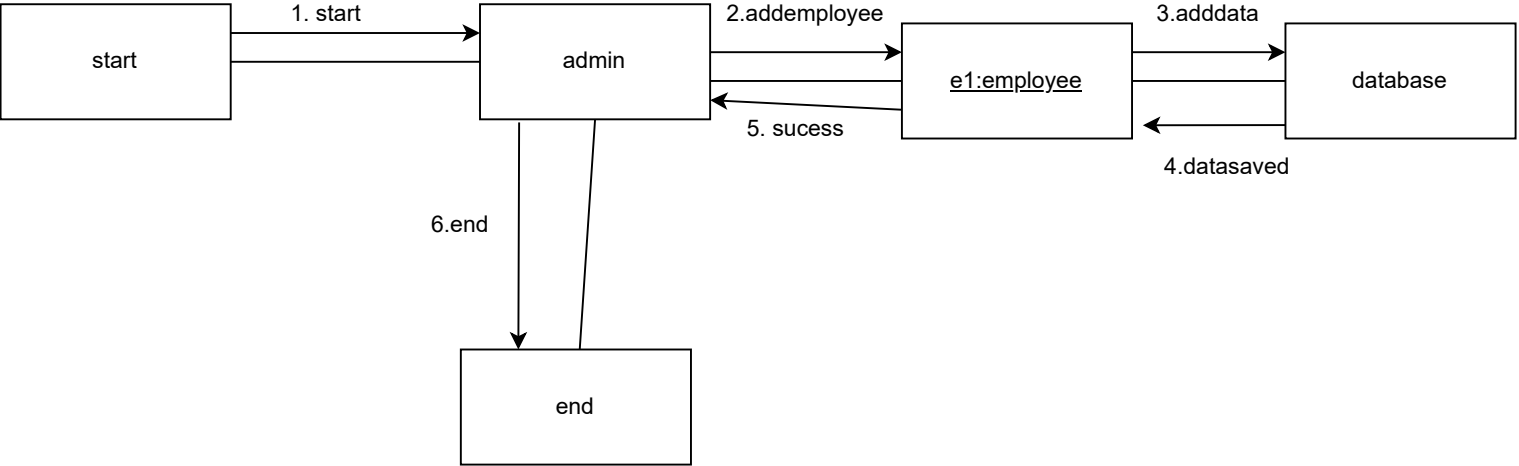 1. start
2.addemployee
3.adddata
start
admin
e1:employee
database
5. sucess
4.datasaved
6.end
end